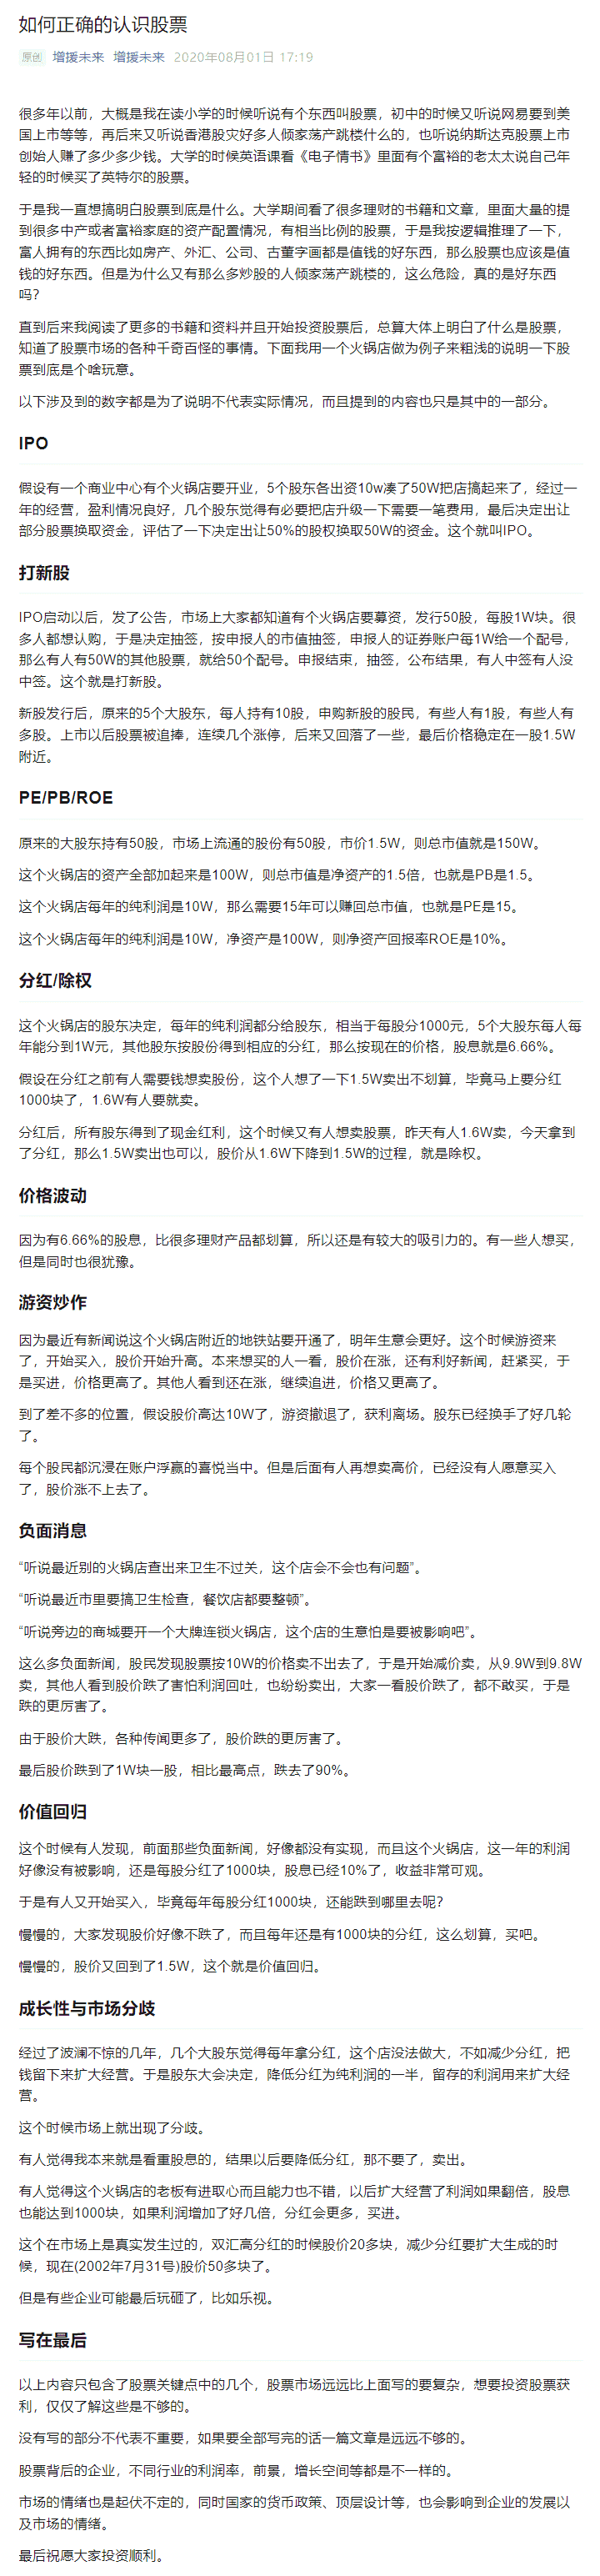 如何正确的认识股票
原创 增援未来 增援未来 2020年08月01日 17:19
很多年以前，大概是我在读小学的时候听说有个东西叫股票，初中的时候又听说网易要到美
国上市等等，再后来又听说香港股灾好多人倾家荡产跳楼什么的，也听说纳斯达克股票上市
创始人赚了多少多少钱。大学的时候英语课看《电子情书》里面有个富裕的老太太说自己年
轻的时候买了英特尔的股票。
于是我一直想搞明白股票到底是什么。大学期间看了很多理财的书籍和文章，里面大量的提
到很多中产或者富裕家庭的资产配置情况，有相当比例的股票，于是我按逻辑推理了一下，
富人拥有的东西比如房产、外汇、公司、古董字画都是值钱的好东西，那么股票也应该是值
钱的好东西。但是为什么又有那么多炒股的人倾家荡产跳楼的，这么危险，真的是好东西
吗？
直到后来我阅读了更多的书籍和资料并且开始投资股票后，总算大体上明白了什么是股票，
知道了股票市场的各种千奇百怪的事情。下面我用一个火锅店做为例子来粗浅的说明一下股
票到底是个啥玩意。
以下涉及到的数字都是为了说明不代表实际情况，而且提到的内容也只是其中的一部分。
IPO
假设有一个商业中心有个火锅店要开业，5个股东各出资10w凑了50W把店搞起来了，经过一
年的经营，盈利情况良好，几个股东觉得有必要把店升级一下需要一笔费用，最后决定出让
部分股票换取资金，评估了一下决定出让50%的股权换取50W的资金。这个就叫IPO。
打新股
IPO启动以后，发了公告，市场上大家都知道有个火锅店要募资，发行50股，每股1W块。很
多人都想认购，于是决定抽签，按申报人的市值抽签，申报人的证券账户每1W给一个配号，
那么有人有50W的其他股票，就给50个配号。申报结束，抽签，公布结果，有人中签有人没
中签。这个就是打新股。
新股发行后，原来的5个大股东，每人持有10股，申购新股的股民，有些人有1股，有些人有
多股。上市以后股票被追捧，连续几个涨停，后来又回落了一些，最后价格稳定在一股1.5W
附近。
PE/PB/ROE
原来的大股东持有50股，市场上流通的股份有50股，市价1.5W，则总市值就是150W。
这个火锅店的资产全部加起来是100W，则总市值是净资产的1.5倍，也就是PB是1.5。
这个火锅店每年的纯利润是10W，那么需要15年可以赚回总市值，也就是PE是15。
这个火锅店每年的纯利润是10W，净资产是100W，则净资产回报率ROE是10%。
分红/除权
这个火锅店的股东决定，每年的纯利润都分给股东，相当于每股分1000元，5个大股东每人每
年能分到1W元，其他股东按股份得到相应的分红，那么按现在的价格，股息就是6.66%。
假设在分红之前有人需要钱想卖股份，这个人想了一下1.5W卖出不划算，毕竟马上要分红
1000块了，1.6W有人要就卖。
分红后，所有股东得到了现金红利，这个时候又有人想卖股票，昨天有人1.6W卖，今天拿到
了分红，那么1.5W卖出也可以，股价从1.6W下降到1.5W的过程，就是除权。
价格波动
因为有6.66%的股息，比很多理财产品都划算，所以还是有较大的吸引力的。有一些人想买，
但是同时也很犹豫。
游资炒作
因为最近有新闻说这个火锅店附近的地铁站要开通了，明年生意会更好。这个时候游资来
了，开始买入，股价开始升高。本来想买的人一看，股价在涨，还有利好新闻，赶紧买，于
是买进，价格更高了。其他人看到还在涨，继续追进，价格又更高了。
到了差不多的位置，假设股价高达10W了，游资撤退了，获利离场。股东已经换手了好几轮
了。
每个股民都沉浸在账户浮赢的喜悦当中。但是后面有人再想卖高价，已经没有人愿意买入
了，股价涨不上去了。
负面消息
“听说最近别的火锅店查出来卫生不过关，这个店会不会也有问题”。
“听说最近市里要搞卫生检查，餐饮店都要整顿”。
“听说旁边的商城要开一个大牌连锁火锅店，这个店的生意怕是要被影响吧”。
这么多负面新闻，股民发现股票按10W的价格卖不出去了，于是开始减价卖，从9.9W到9.8W
卖，其他人看到股价跌了害怕利润回吐，也纷纷卖出，大家一看股价跌了，都不敢买，于是
跌的更厉害了。
由于股价大跌，各种传闻更多了，股价跌的更厉害了。
最后股价跌到了1W块一股，相比最高点，跌去了90%。
价值回归
这个时候有人发现，前面那些负面新闻，好像都没有实现，而且这个火锅店，这一年的利润
好像没有被影响，还是每股分红了1000块，股息已经10%了，收益非常可观。
于是有人又开始买入，毕竟每年每股分红1000块，还能跌到哪里去呢？
慢慢的，大家发现股价好像不跌了，而且每年还是有1000块的分红，这么划算，买吧。
慢慢的，股价又回到了1.5W，这个就是价值回归。
成长性与市场分歧
经过了波澜不惊的几年，几个大股东觉得每年拿分红，这个店没法做大，不如减少分红，把
钱留下来扩大经营。于是股东大会决定，降低分红为纯利润的一半，留存的利润用来扩大经
营。
这个时候市场上就出现了分歧。
有人觉得我本来就是看重股息的，结果以后要降低分红，那不要了，卖出。
有人觉得这个火锅店的老板有进取心而且能力也不错，以后扩大经营了利润如果翻倍，股息
也能达到1000块，如果利润增加了好几倍，分红会更多，买进。
这个在市场上是真实发生过的，双汇高分红的时候股价20多块，减少分红要扩大生成的时
候，现在(2002年7月31号)股价50多块了。
但是有些企业可能最后玩砸了，比如乐视。
写在最后
以上内容只包含了股票关键点中的几个，股票市场远远比上面写的要复杂，想要投资股票获
利，仅仅了解这些是不够的。
没有写的部分不代表不重要，如果要全部写完的话一篇文章是远远不够的。
股票背后的企业，不同行业的利润率，前景，增长空间等都是不一样的。
市场的情绪也是起伏不定的，同时国家的货币政策、顶层设计等，也会影响到企业的发展以
及市场的情绪。
最后祝愿大家投资顺利。